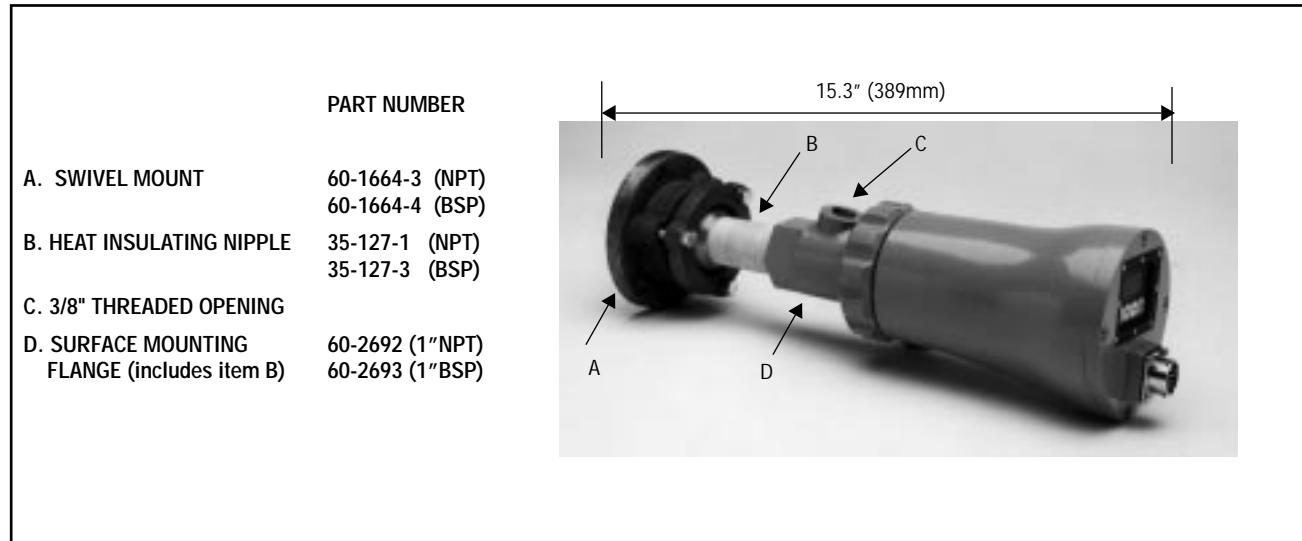 PART NUMBER
A. SWIVEL MOUNT 60-1664-3 (NPT)
60-1664-4 (BSP)
B. HEAT INSULATING NIPPLE 35-127-1 (NPT)
35-127-3 (BSP)
C. 3/8" THREADED OPENING
D. SURFACE MOUNTING 60-2692 (1"NPT)
FLANGE (includes item B) 60-2693 (1"BSP)
15.3" (389mm)
B
C
A
D